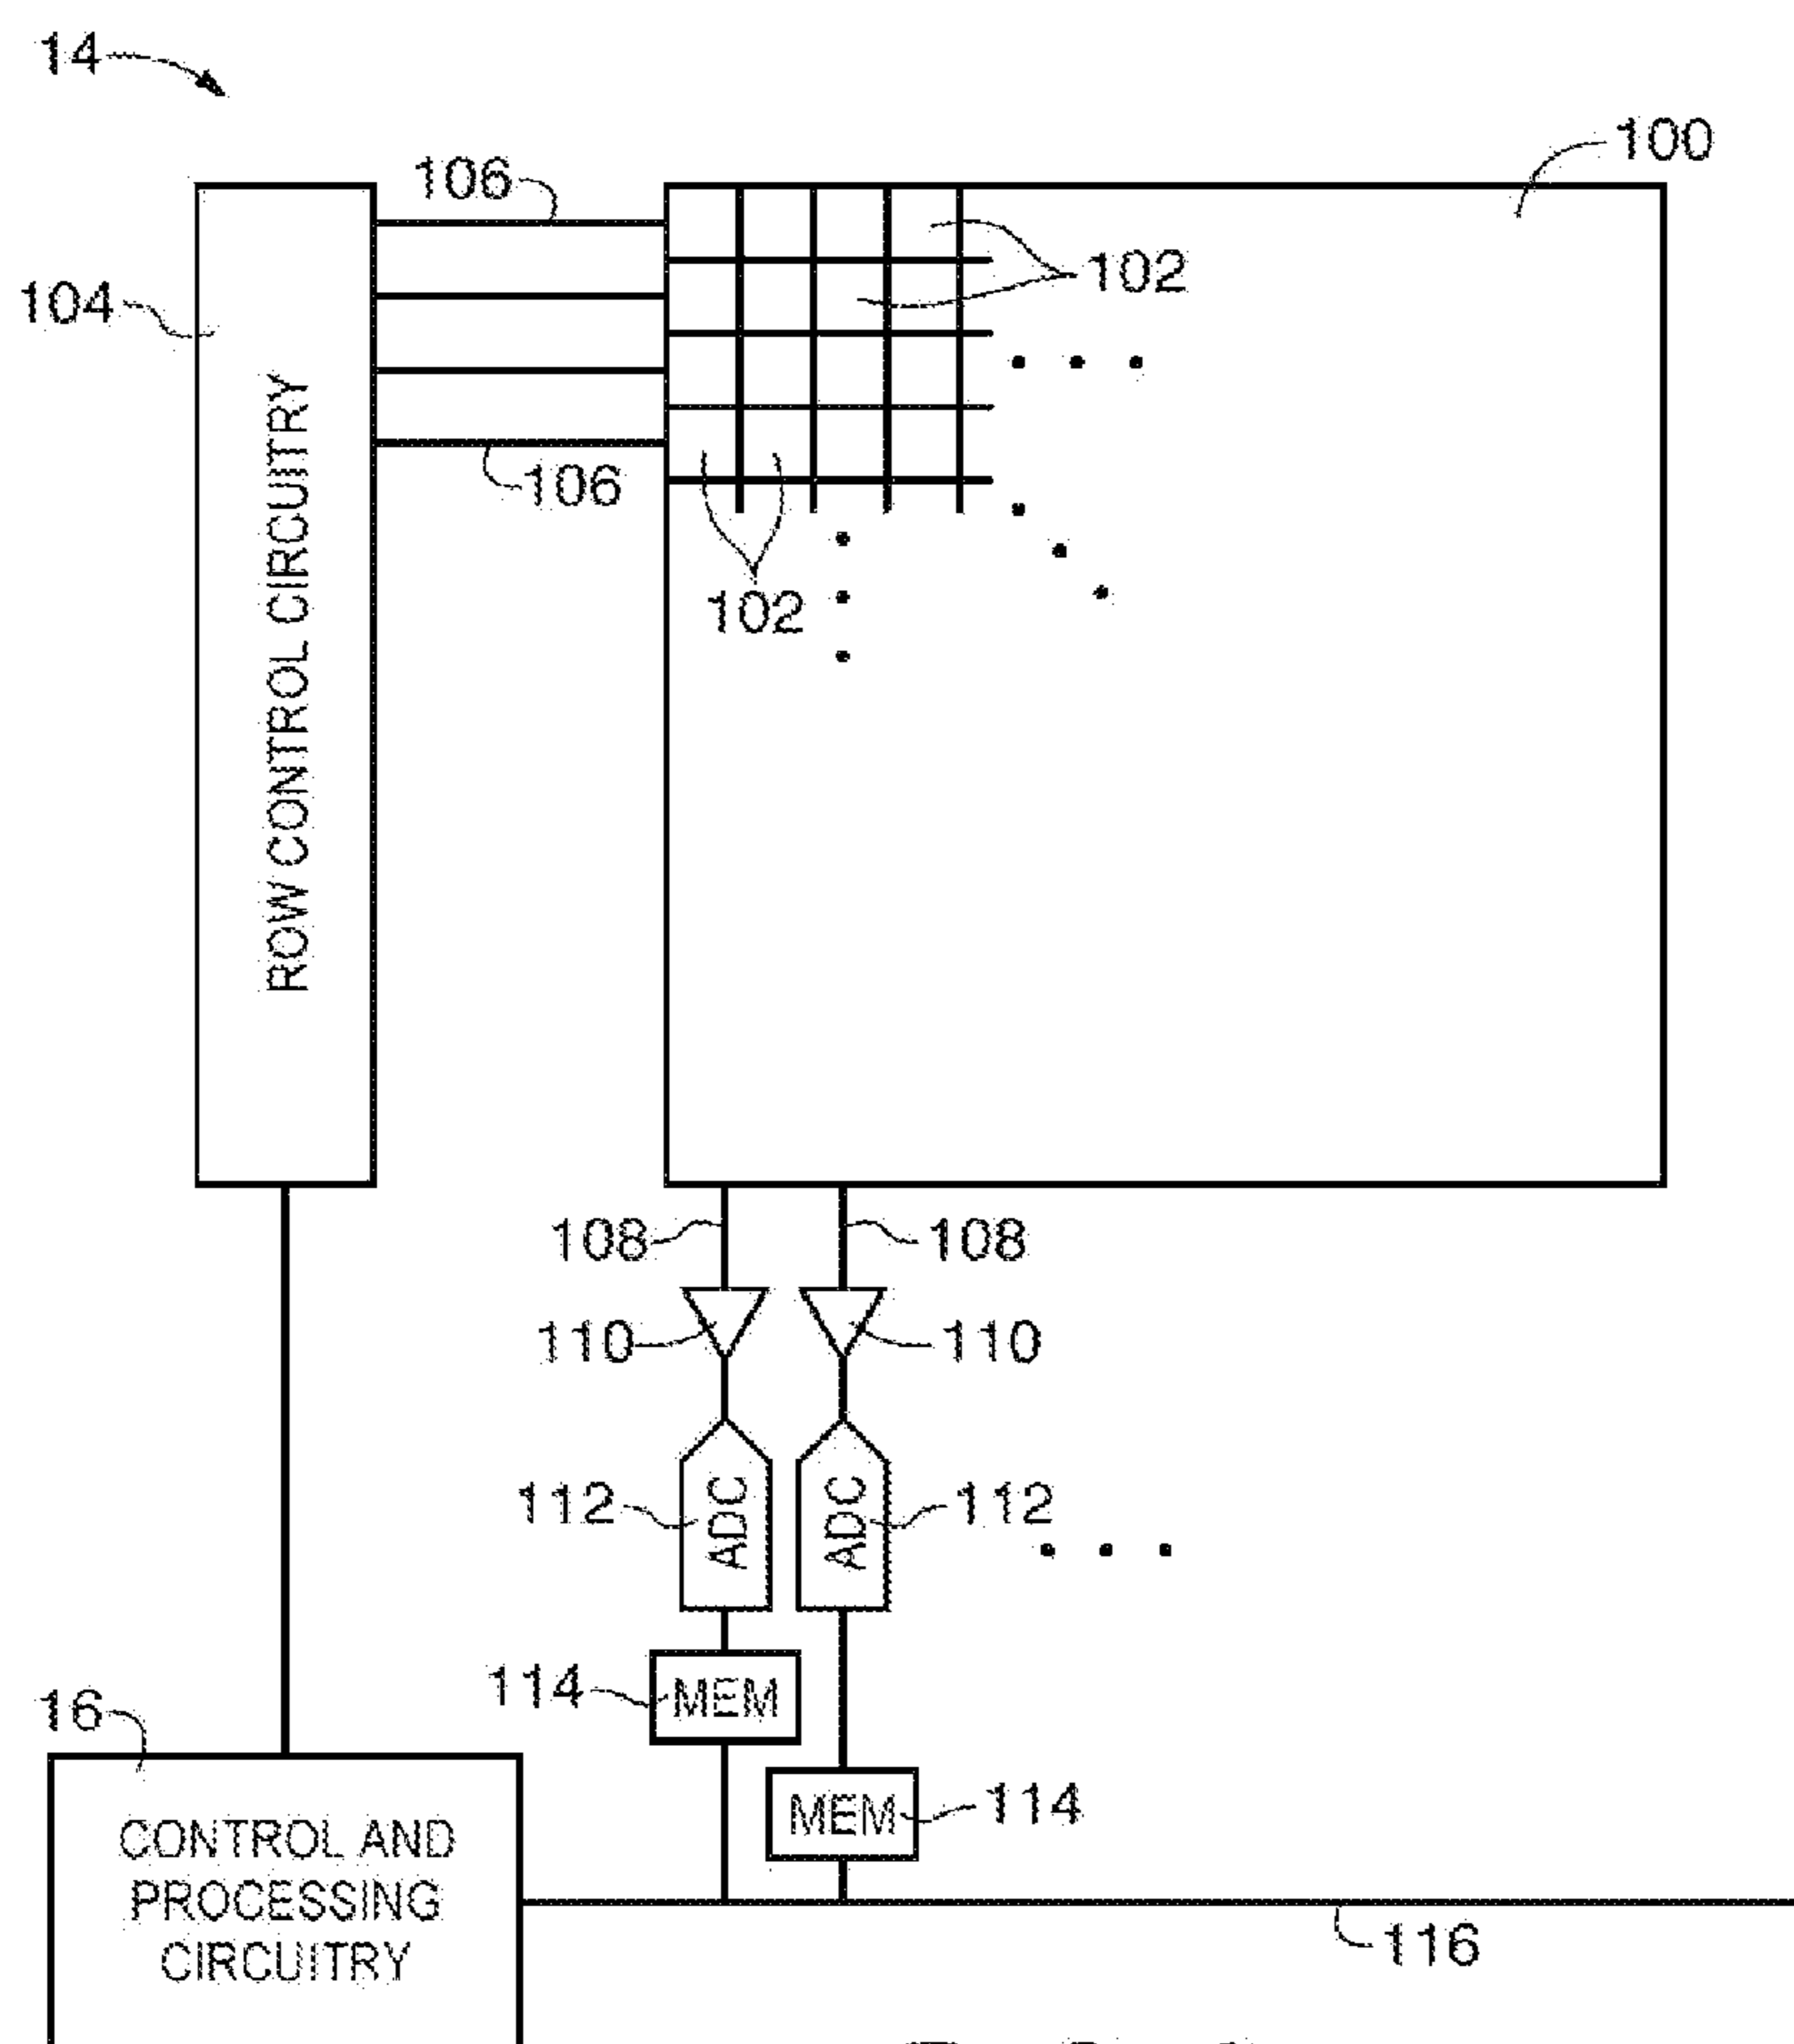 14
100
106
102
104
106
102
ROW CONTROL CIRCUITRY
108
108
110
110
112
ADC
ADC
112
114
MEM
16
MEM
114
CONTROL AND
PROCESSING
CIRCUITRY
116